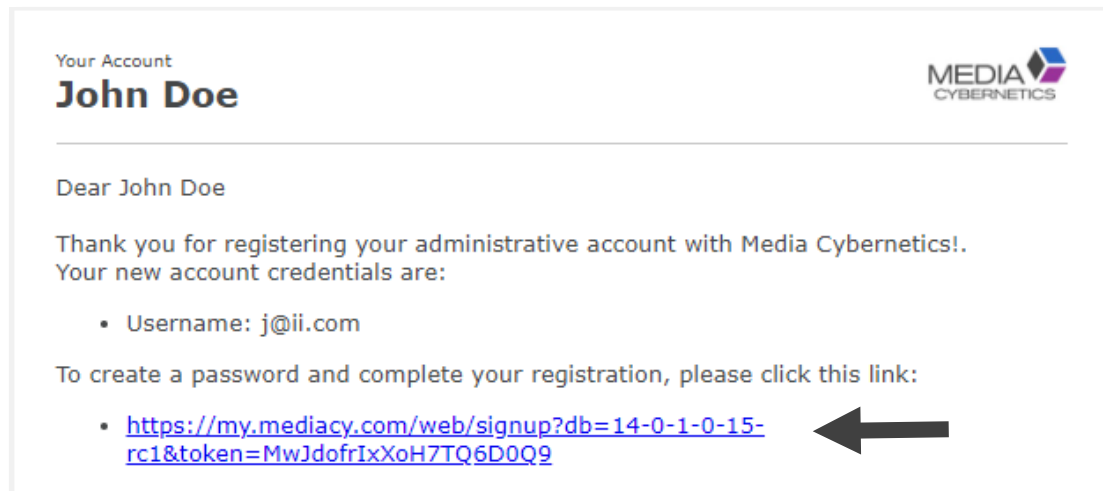 Your Account
John Doe
MEDIA
CYBERNETICS
Dear John Doe
Thank you for registering your administrative account with Media Cybernetics!.
Your new account credentials are:
• Username: j@ii.com
To create a password and complete your registration, please click this link:
• https://my.mediacy.com/web/signup?db=14-0-1-0-15-
rc1&token=MwJdofrIxXoH7TQ6D0Q9